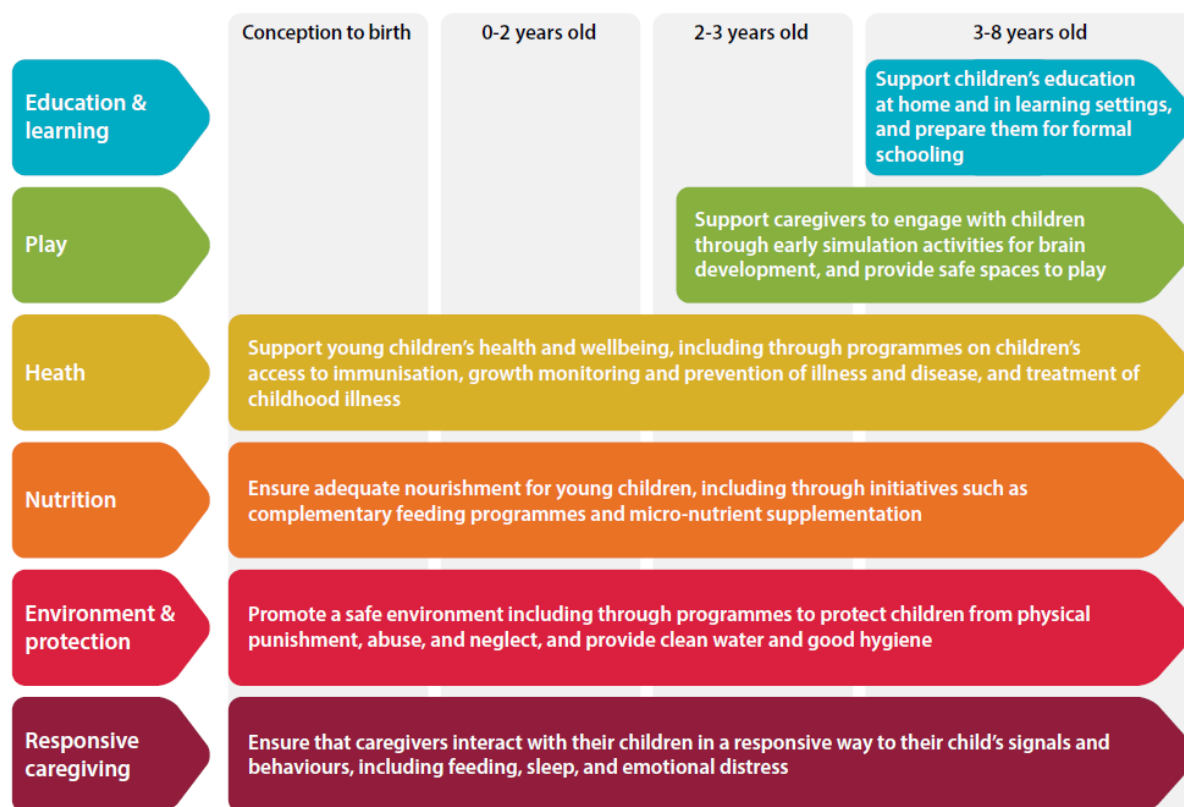 Conception to birth
0-2 years old
2-3 years old
3-8 years old
Education &
learning
Support children's education
at home and in learning settings,
and prepare them for formal
schooling
Play
Support caregivers to engage with children
through early simulation activities for brain
development, and provide safe spaces to play
Heath
Support young children's health and wellbeing, including through programmes on children's
access to immunisation, growth monitoring and prevention of illness and disease, and treatment of
childhood illness
Nutrition
Ensure adequate nourishment for young children, including through initiatives such as
complementary feeding programmes and micro-nutrient supplementation
Environment &
protection
Promote a safe environment including through programmes to protect children from physical
punishment, abuse, and neglect, and provide clean water and good hygiene
Responsive
caregiving
Ensure that caregivers interact with their children in a responsive way to their child's signals and
behaviours, including feeding, sleep, and emotional distress